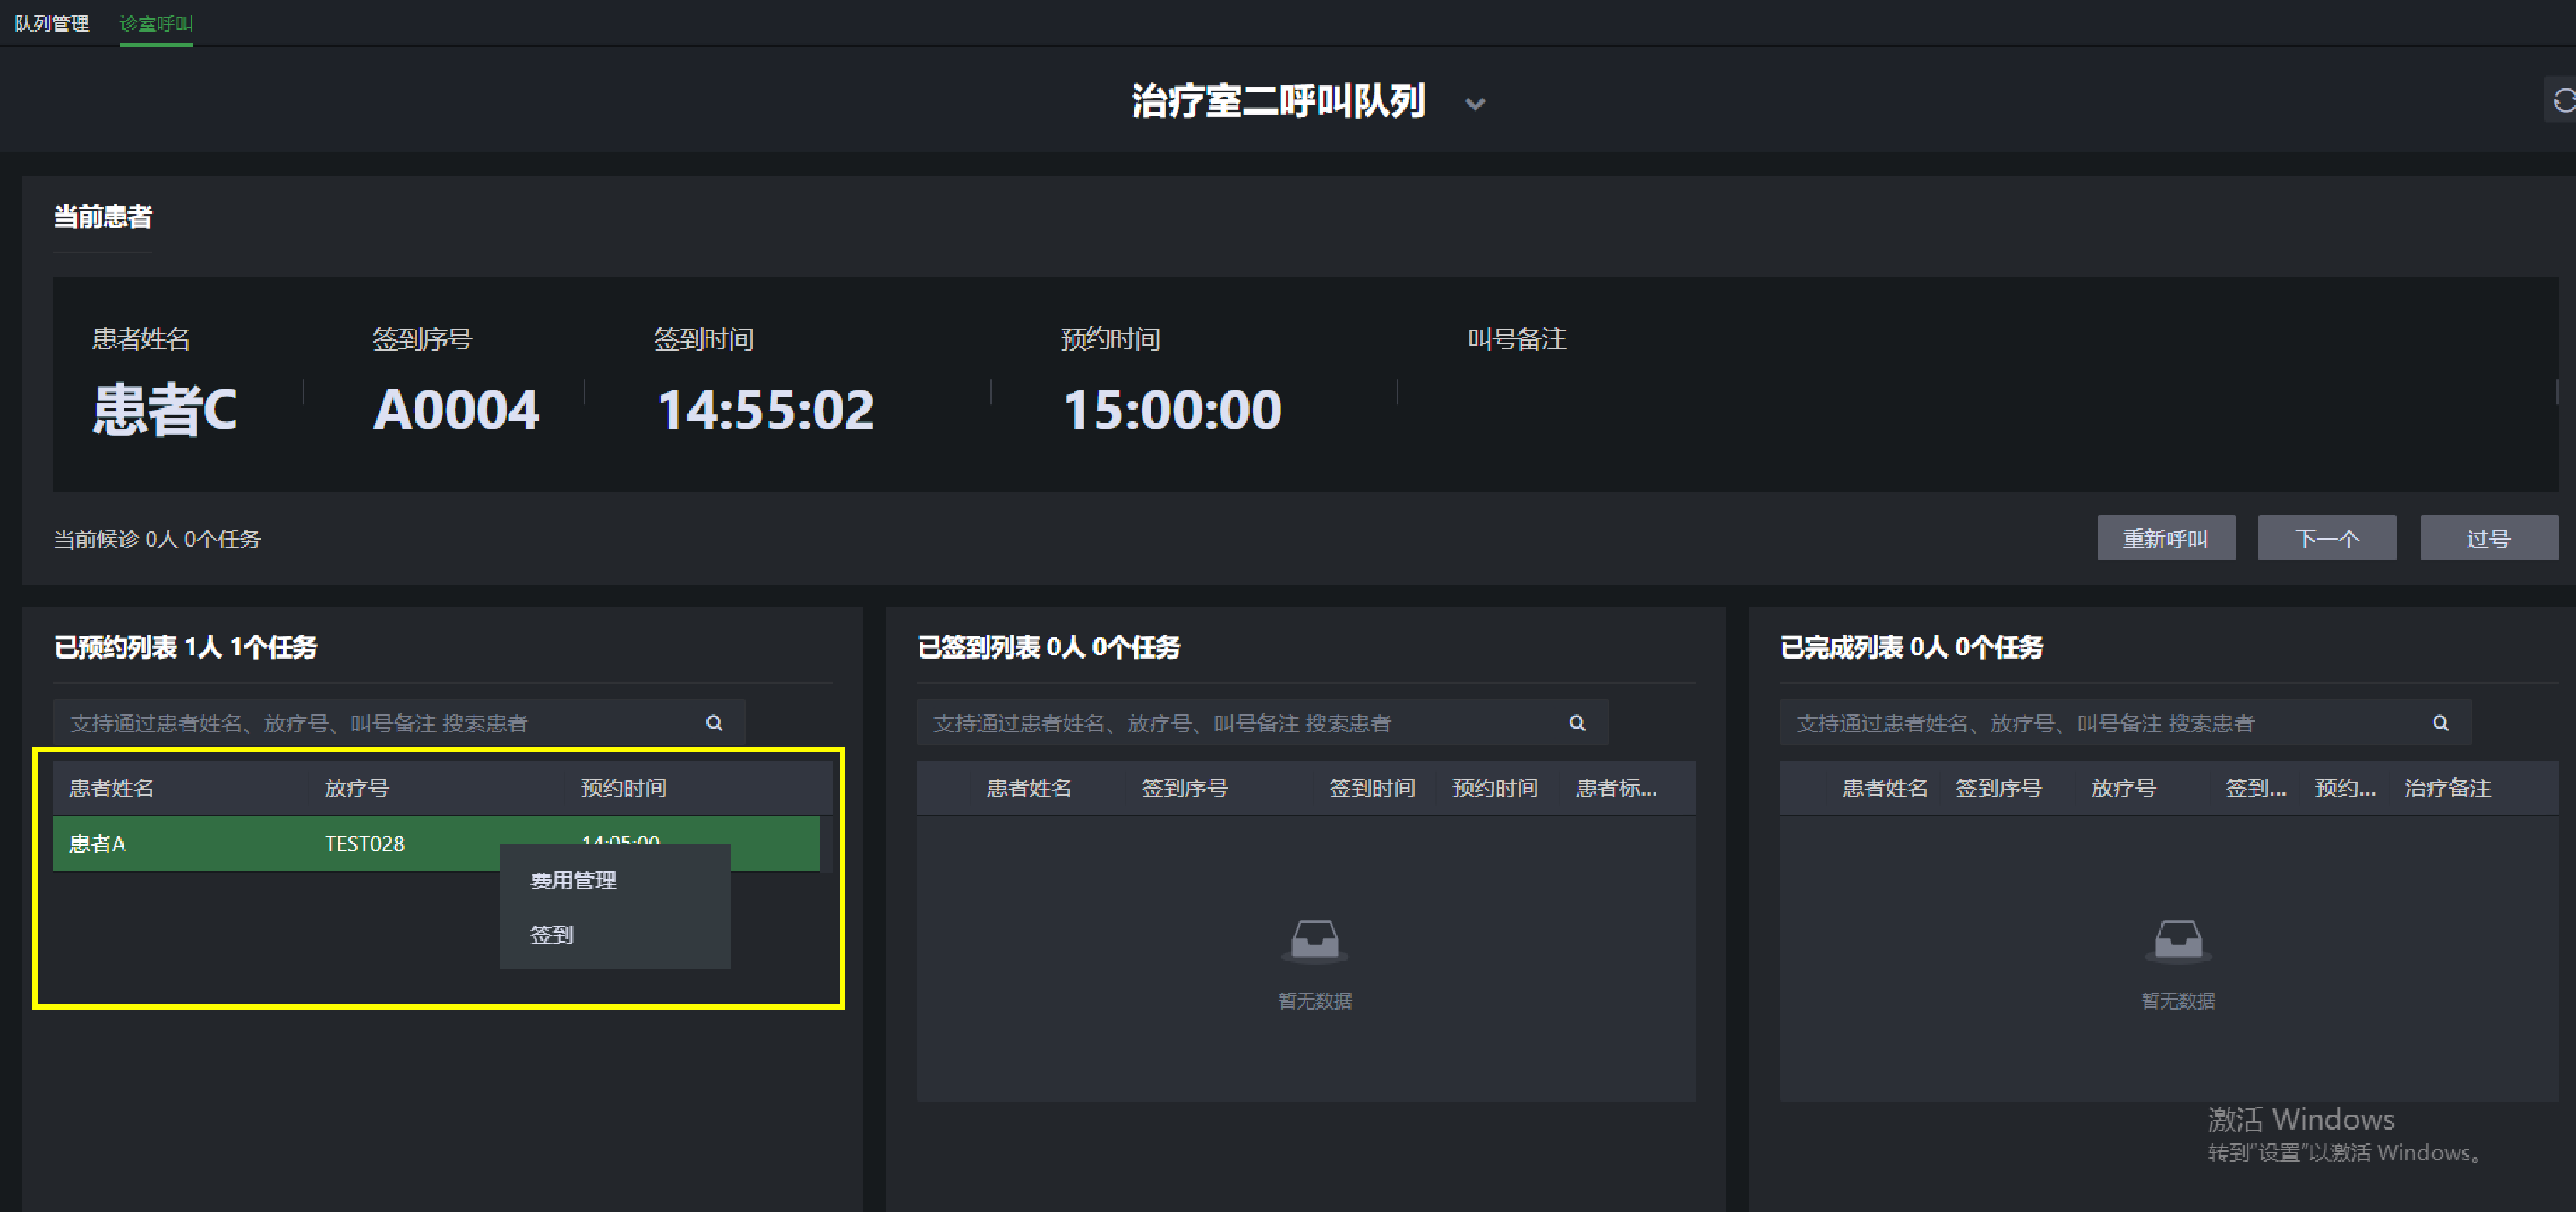 队列管理 诊室呼叫
治疗室二呼叫队列
当前患者
患者姓名 签到序号 签到时间 预约时间 叫号备注
患者C A0004 14:55:02 15:00:00
当前候诊 0人 0个任务 重新呼叫 下一个 过号
已预约列表 1人 1个任务
支持通过患者姓名、放疗号、叫号备注 搜索患者
患者姓名 放疗号 预约时间
患者A TEST028 14:05:00
费用管理
签到
已签到列表 0人 0个任务
支持通过患者姓名、放疗号、叫号备注 搜索患者
患者姓名 签到序号 签到时间 预约时间 患者标...
暂无数据
已完成列表 0人 0个任务
支持通过患者姓名、放疗号、叫号备注 搜索患者
患者姓名 签到序号 放疗号 签到... 预约... 治疗备注
暂无数据
激活 Windows
转到"设置"以激活 Windows。